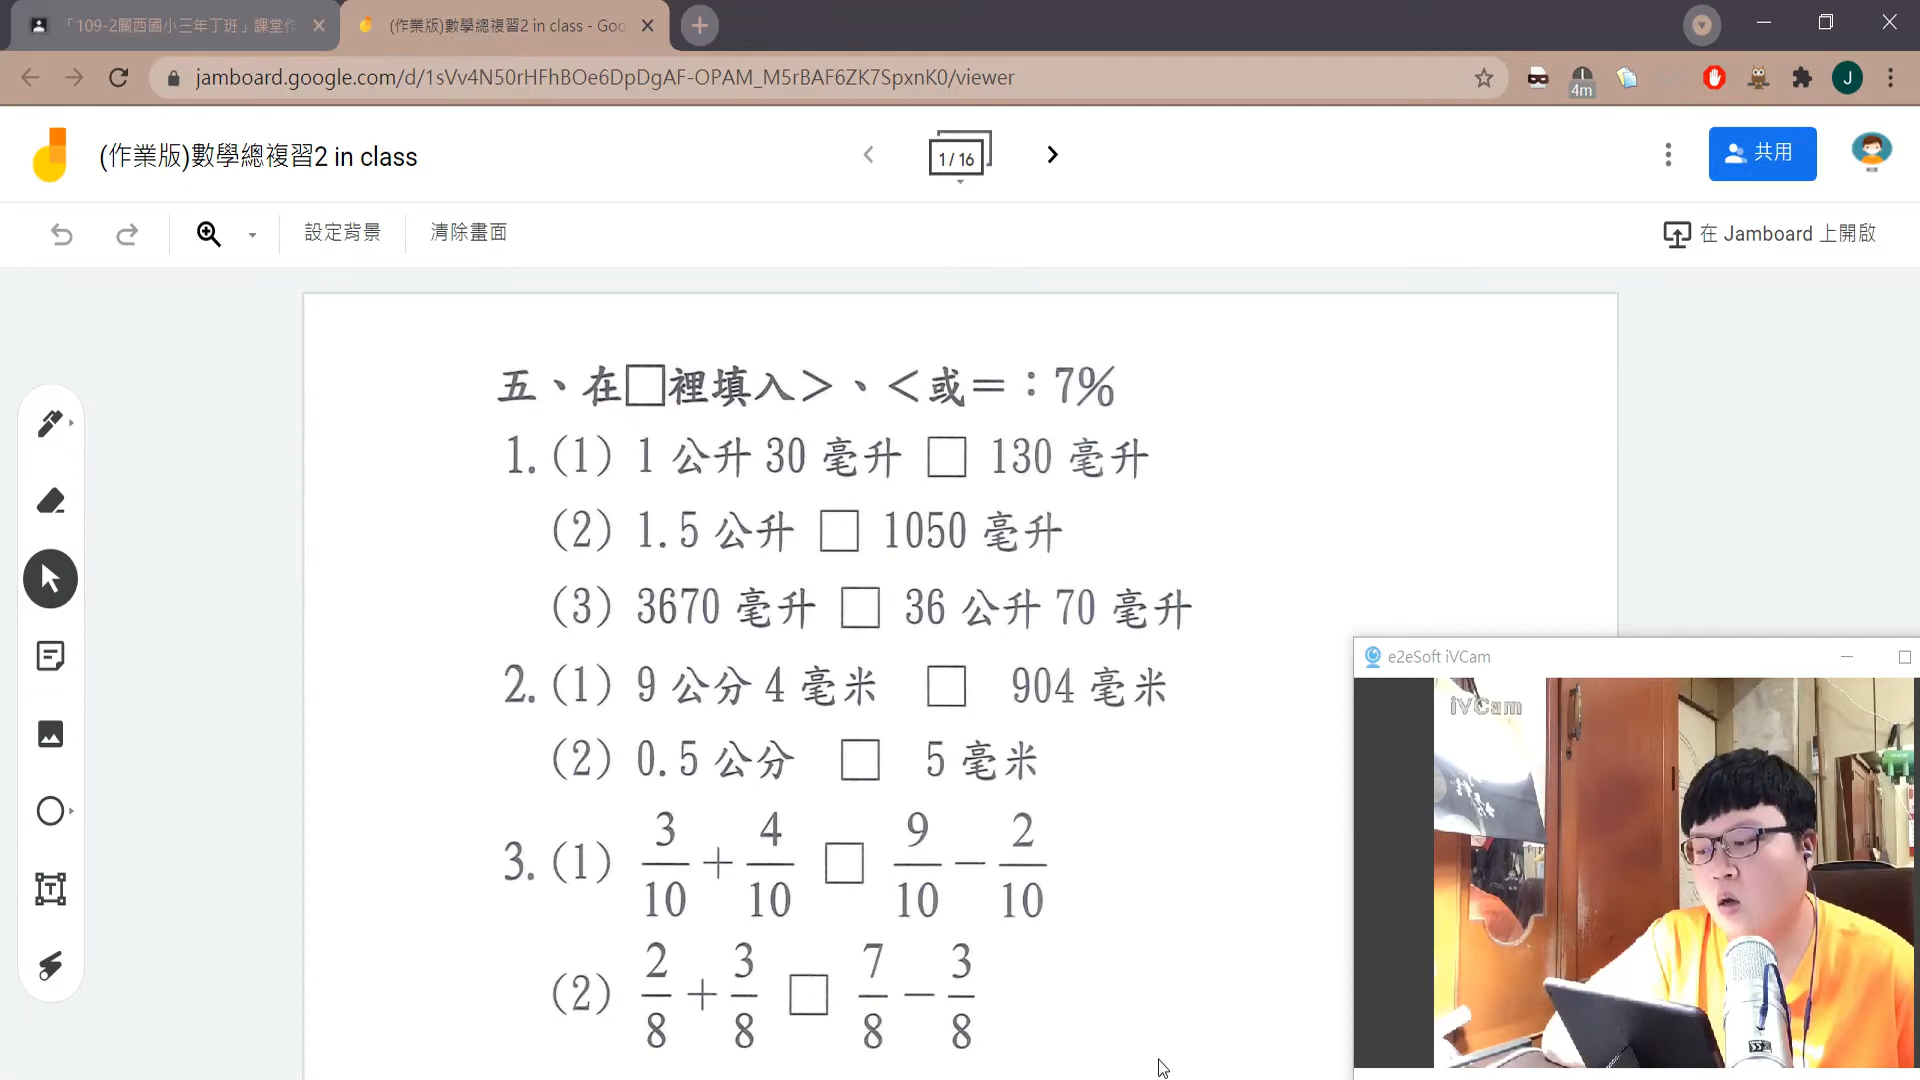 「109-2關西國小三年丁班」課堂作
(作業版)數學總複習2 in class - Goo
jamboard.google.com/d/1sVv4N50rHFhBOe6DpDgAF-OPAM_M5rBAF6ZK7SpxnK0/viewer
4m
J
(作業版)數學總複習2 in class
1 / 16
共用
設定背景
清除畫面
在 Jamboard 上開啟
五、在□裡填入＞、＜或＝：7%
1.(1) 1 公升 30 毫升 □ 130 毫升
(2) 1.5 公升 □ 1050 毫升
(3) 3670 毫升 □ 36 公升 70 毫升
2.(1) 9 公分 4 毫米 □ 904 毫米
(2) 0.5 公分 □ 5 毫米
3.(1) 3/10 + 4/10 □ 9/10 − 2/10
(2) 2/8 + 3/8 □ 7/8 − 3/8
e2eSoft iVCam
iVCam